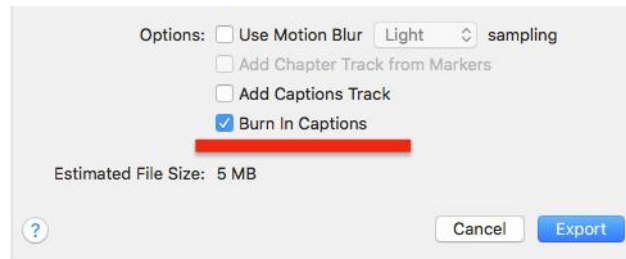 Options: Use Motion Blur Light sampling
Add Chapter Track from Markers
Add Captions Track
Burn In Captions
Estimated File Size: 5 MB
? Cancel Export